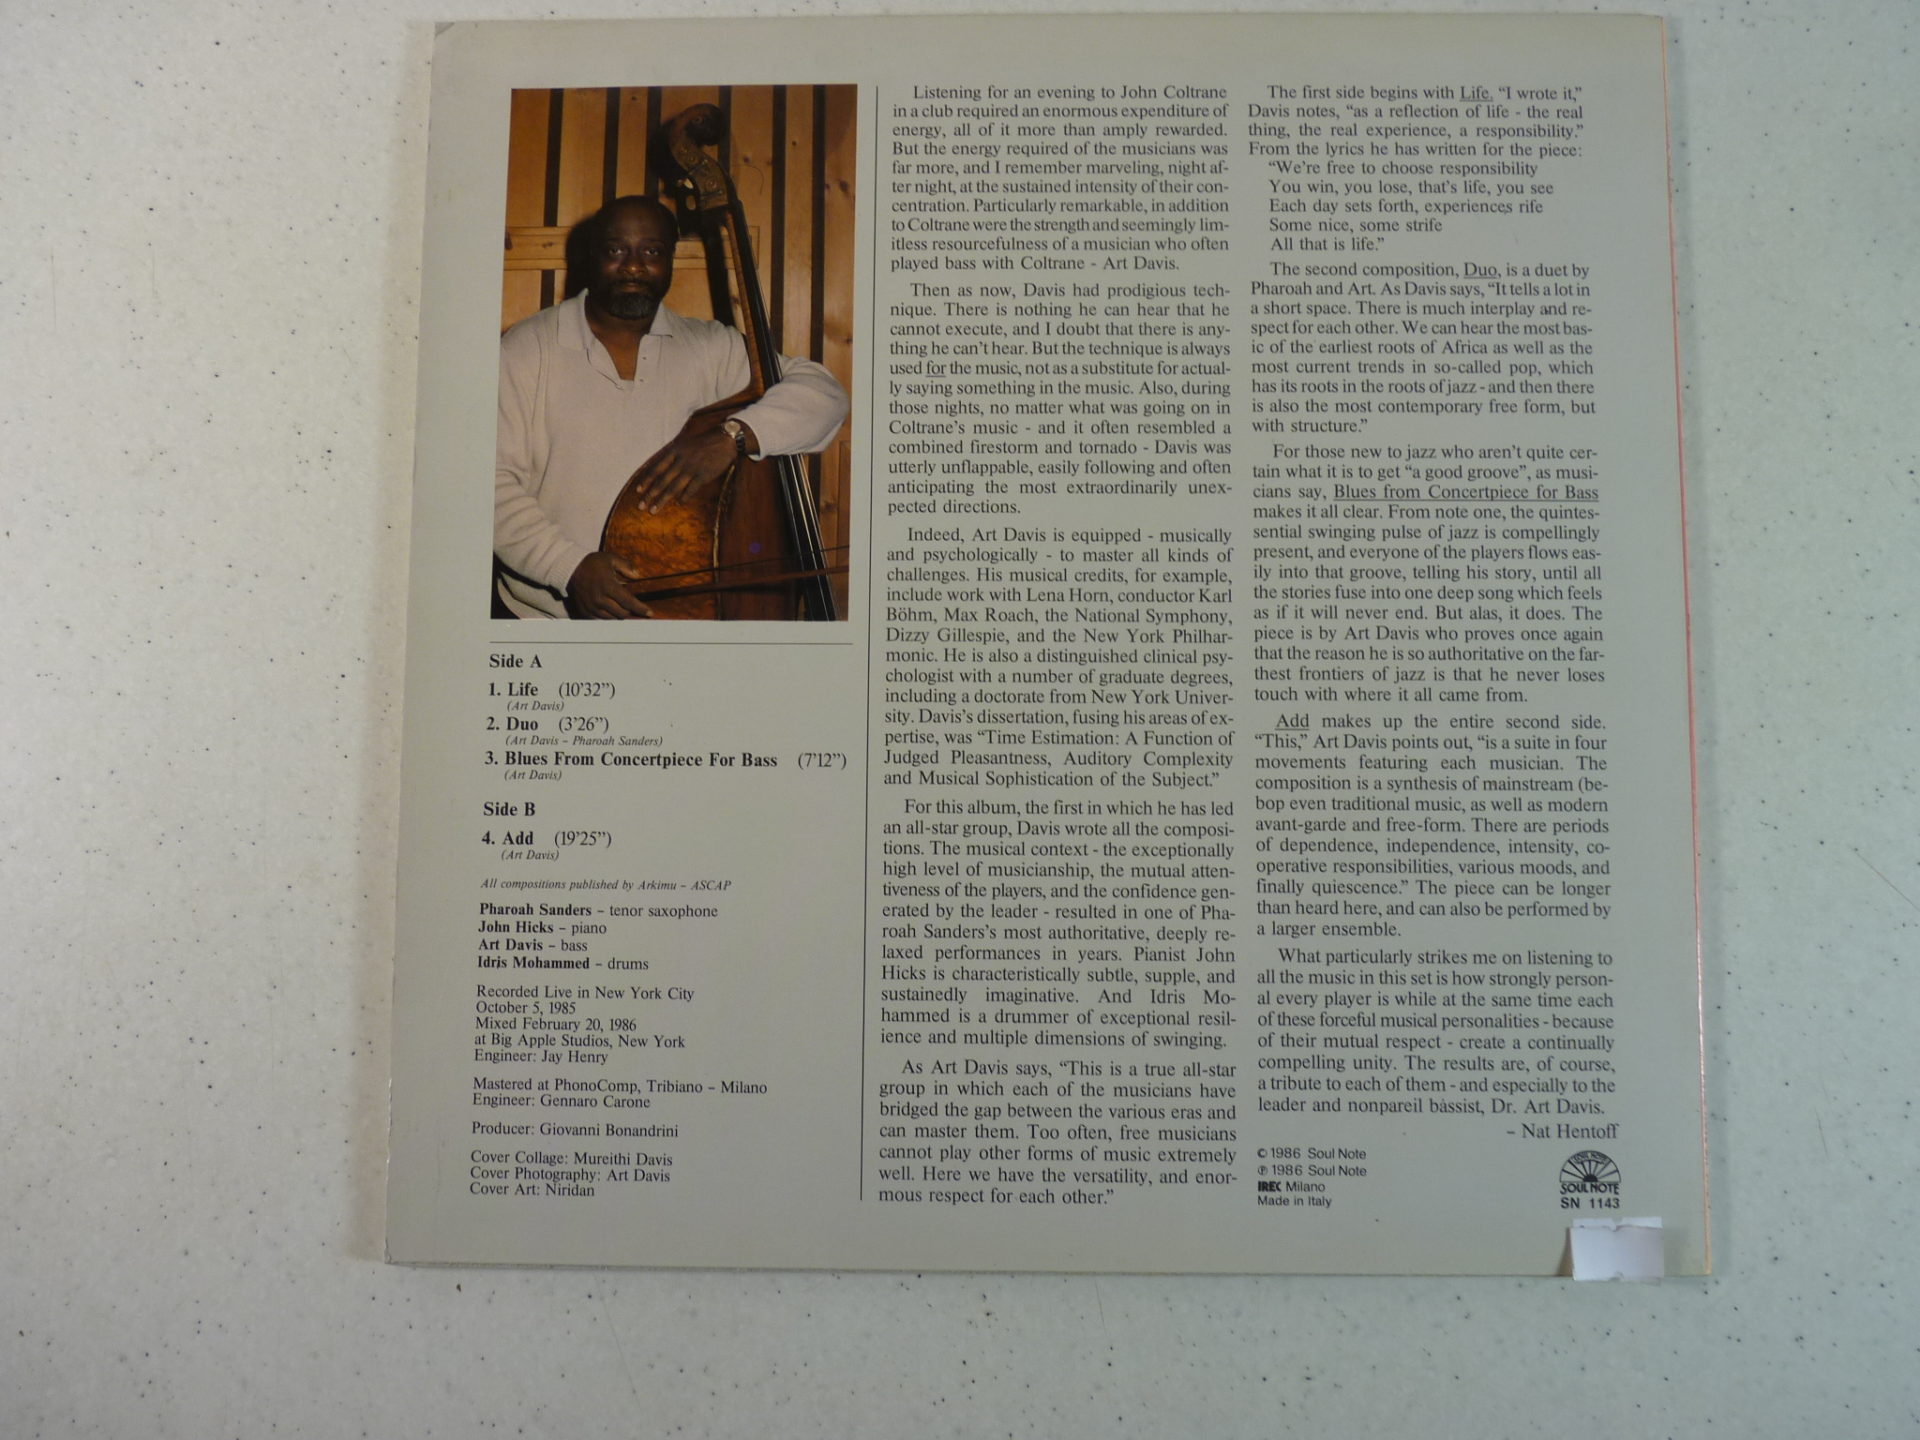 Side A
1. Life (10'32”)
(Art Davis)
2. Duo (3'26”)
(Art Davis – Pharoah Sanders)
3. Blues From Concertpiece For Bass (7'12”)
(Art Davis)
Side B
4. Add (19'25”)
(Art Davis)
All compositions published by Arkimu – ASCAP
Pharoah Sanders – tenor saxophone
John Hicks – piano
Art Davis – bass
Idris Mohammed – drums
Recorded Live in New York City
October 5, 1985
Mixed February 20, 1986
at Big Apple Studios, New York
Engineer: Jay Henry
Mastered at PhonoComp, Tribiano – Milano
Engineer: Gennaro Carone
Producer: Giovanni Bonandrini
Cover Collage: Mureithi Davis
Cover Photography: Art Davis
Cover Art: Niridan
Listening for an evening to John Coltrane
in a club required an enormous expenditure of
energy, all of it more than amply rewarded.
But the energy required of the musicians was
far more, and I remember marveling, night af-
ter night, at the sustained intensity of their con-
centration. Particularly remarkable, in addition
to Coltrane were the strength and seemingly lim-
itless resourcefulness of a musician who often
played bass with Coltrane - Art Davis.
Then as now, Davis had prodigious tech-
nique. There is nothing he can hear that he
cannot execute, and I doubt that there is any-
thing he can't hear. But the technique is always
used for the music, not as a substitute for actual-
ly saying something in the music. Also, during
those nights, no matter what was going on in
Coltrane's music - and it often resembled a
combined firestorm and tornado - Davis was
utterly unflappable, easily following and often
anticipating the most extraordinarily unex-
pected directions.
Indeed, Art Davis is equipped - musically
and psychologically - to master all kinds of
challenges. His musical credits, for example,
include work with Lena Horn, conductor Karl
Böhm, Max Roach, the National Symphony,
Dizzy Gillespie, and the New York Philhar-
monic. He is also a distinguished clinical psy-
chologist with a number of graduate degrees,
including a doctorate from New York Univer-
sity. Davis's dissertation, fusing his areas of ex-
pertise, was “Time Estimation: A Function of
Judged Pleasantness, Auditory Complexity
and Musical Sophistication of the Subject.”
For this album, the first in which he has led
an all-star group, Davis wrote all the composi-
tions. The musical context - the exceptionally
high level of musicianship, the mutual atten-
tiveness of the players, and the confidence gen-
erated by the leader - resulted in one of Pha-
roah Sanders's most authoritative, deeply re-
laxed performances in years. Pianist John
Hicks is characteristically subtle, supple, and
sustainedly imaginative. And Idris Mo-
hammed is a drummer of exceptional resil-
ience and multiple dimensions of swinging.
As Art Davis says, “This is a true all-star
group in which each of the musicians have
bridged the gap between the various eras and
can master them. Too often, free musicians
cannot play other forms of music extremely
well. Here we have the versatility, and enor-
mous respect for each other.”
The first side begins with Life. “I wrote it,”
Davis notes, “as a reflection of life - the real
thing, the real experience, a responsibility.”
From the lyrics he has written for the piece:
“We're free to choose responsibility
You win, you lose, that's life, you see
Each day sets forth, experiences rife
Some nice, some strife
All that is life.”
The second composition, Duo, is a duet by
Pharoah and Art. As Davis says, “It tells a lot in
a short space. There is much interplay and re-
spect for each other. We can hear the most bas-
ic of the earliest roots of Africa as well as the
most current trends in so-called pop, which
has its roots in the roots of jazz - and then there
is also the most contemporary free form, but
with structure.”
For those new to jazz who aren't quite cer-
tain what it is to get “a good groove”, as musi-
cians say, Blues from Concertpiece for Bass
makes it all clear. From note one, the quintes-
sential swinging pulse of jazz is compellingly
present, and everyone of the players flows eas-
ily into that groove, telling his story, until all
the stories fuse into one deep song which feels
as if it will never end. But alas, it does. The
piece is by Art Davis who proves once again
that the reason he is so authoritative on the far-
thest frontiers of jazz is that he never loses
touch with where it all came from.
Add makes up the entire second side.
“This,” Art Davis points out, “is a suite in four
movements featuring each musician. The
composition is a synthesis of mainstream (be-
bop even traditional music, as well as modern
avant-garde and free-form. There are periods
of dependence, independence, intensity, co-
operative responsibilities, various moods, and
finally quiescence.” The piece can be longer
than heard here, and can also be performed by
a larger ensemble.
What particularly strikes me on listening to
all the music in this set is how strongly person-
al every player is while at the same time each
of these forceful musical personalities - because
of their mutual respect - create a continually
compelling unity. The results are, of course,
a tribute to each of them - and especially to the
leader and nonpareil bassist, Dr. Art Davis.
– Nat Hentoff
© 1986 Soul Note
℗ 1986 Soul Note
IREC Milano
Made in Italy
SOUL NOTE
SOUL NOTE
SN 1143